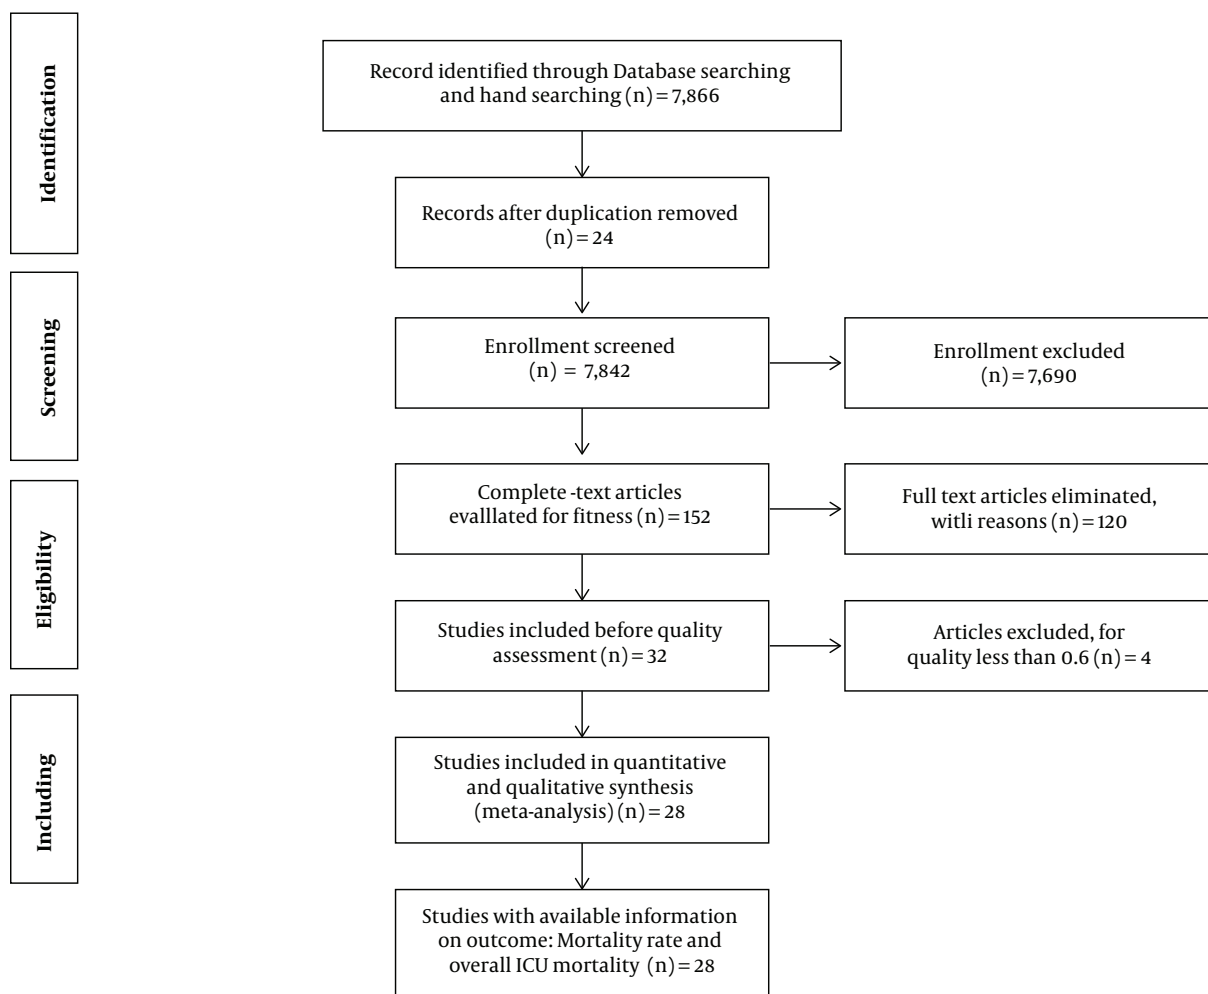 Identification
Record identified through Database searching
and hand searching (n) = 7,866
Records after duplication removed
(n) = 24
Screening
Enrollment screened
(n) = 7,842
Enrollment excluded
(n) = 7,690
Eligibility
Complete -text articles
evalllated for fitness (n) = 152
Full text articles eliminated,
witli reasons (n) = 120
Studies included before quality
assessment (n) = 32
Articles excluded, for
quality less than 0.6 (n) = 4
Including
Studies included in quantitative
and qualitative synthesis
(meta-analysis) (n) = 28
Studies with available information
on outcome: Mortality rate and
overall ICU mortality (n) = 28